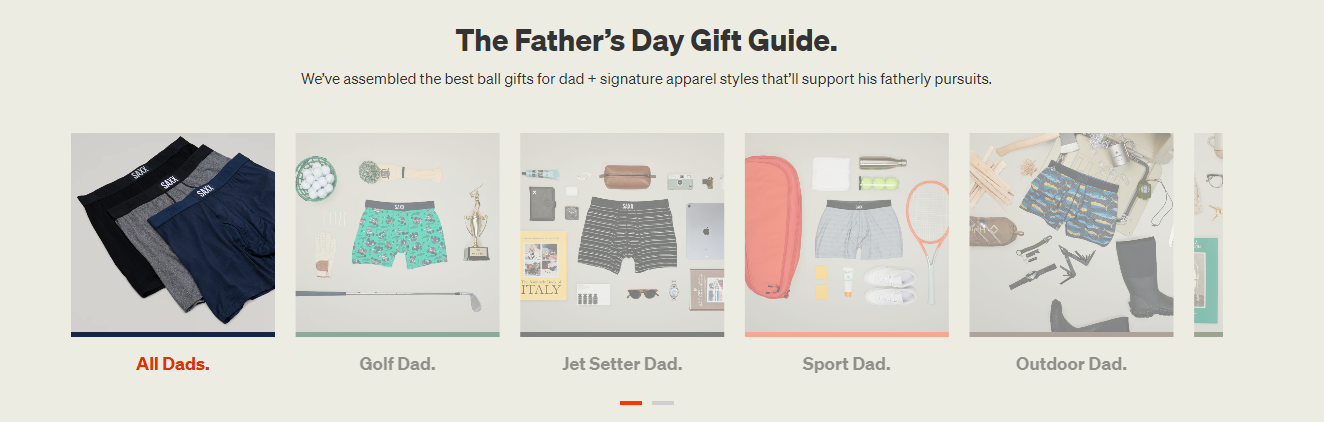 The Father’s Day Gift Guide.
We’ve assembled the best ball gifts for dad + signature apparel styles that’ll support his fatherly pursuits.
SAXX
SAXX
SAXX
SAXX
SAXX
ITALY
SAXX
All Dads.
Golf Dad.
Jet Setter Dad.
Sport Dad.
Outdoor Dad.